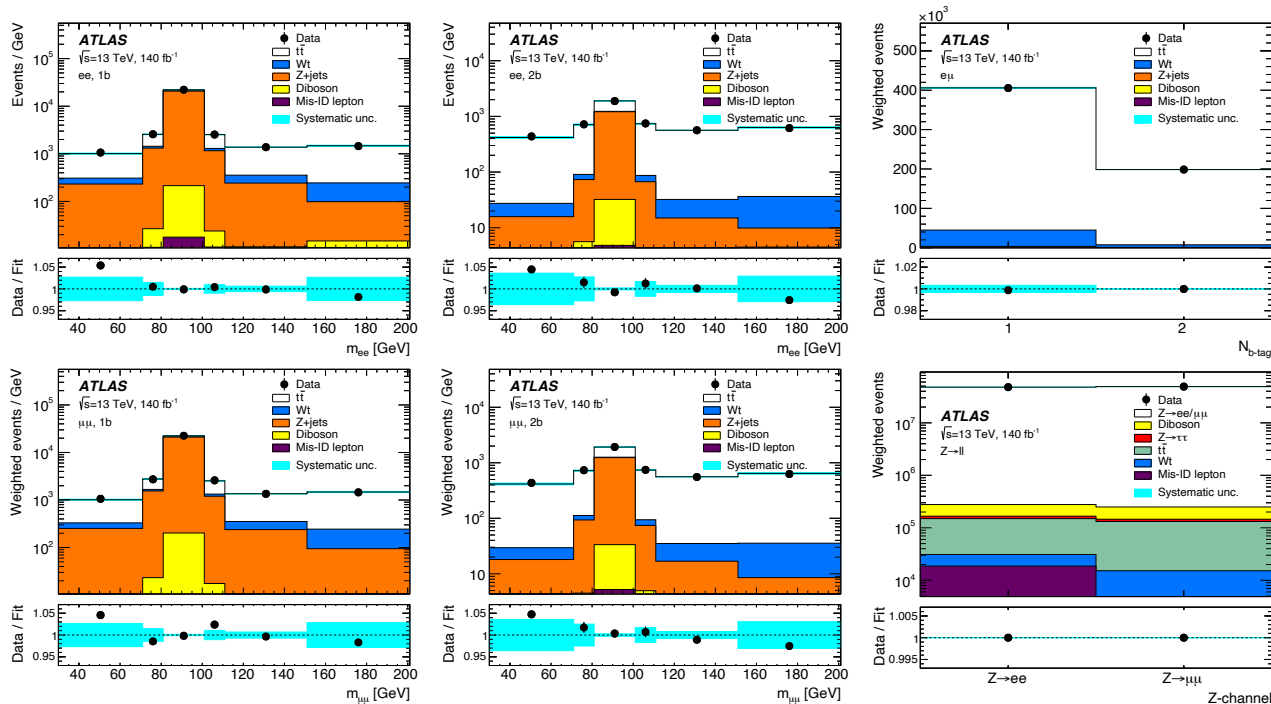 Events / GeV
10⁵
10⁴
10³
10²
ATLAS
√s=13 TeV, 140 fb⁻¹
ee, 1b
Data
tt̄
Wt
Z+jets
Diboson
Mis-ID lepton
Systematic unc.
Data / Fit
1.05
1
0.95
40 60 80 100 120 140 160 180 200
m_ee [GeV]
Events / GeV
10⁴
10³
10²
10
ATLAS
√s=13 TeV, 140 fb⁻¹
ee, 2b
Data
tt̄
Wt
Z+jets
Diboson
Mis-ID lepton
Systematic unc.
Data / Fit
1.05
1
0.95
40 60 80 100 120 140 160 180 200
m_ee [GeV]
×10³
Weighted events
600
500
400
300
200
100
0
ATLAS
√s=13 TeV, 140 fb⁻¹
eμ
Data
tt̄
Wt
Z+jets
Diboson
Mis-ID lepton
Systematic unc.
Data / Fit
1.02
1
0.98
1 2
N_b-tag
Weighted events / GeV
10⁵
10⁴
10³
10²
ATLAS
√s=13 TeV, 140 fb⁻¹
μμ, 1b
Data
tt̄
Wt
Z+jets
Diboson
Mis-ID lepton
Systematic unc.
Data / Fit
1.05
1
0.95
40 60 80 100 120 140 160 180 200
m_μμ [GeV]
Weighted events / GeV
10⁴
10³
10²
10
ATLAS
√s=13 TeV, 140 fb⁻¹
μμ, 2b
Data
tt̄
Wt
Z+jets
Diboson
Mis-ID lepton
Systematic unc.
Data / Fit
1.05
1
0.95
40 60 80 100 120 140 160 180 200
m_μμ [GeV]
Weighted events
10⁷
10⁶
10⁵
10⁴
ATLAS
√s=13 TeV, 140 fb⁻¹
Z→ll
Data
Z→ee/μμ
Diboson
Z→ττ
tt̄
Wt
Mis-ID lepton
Systematic unc.
Data / Fit
1.005
1
0.995
Z→ee Z→μμ
Z-channel